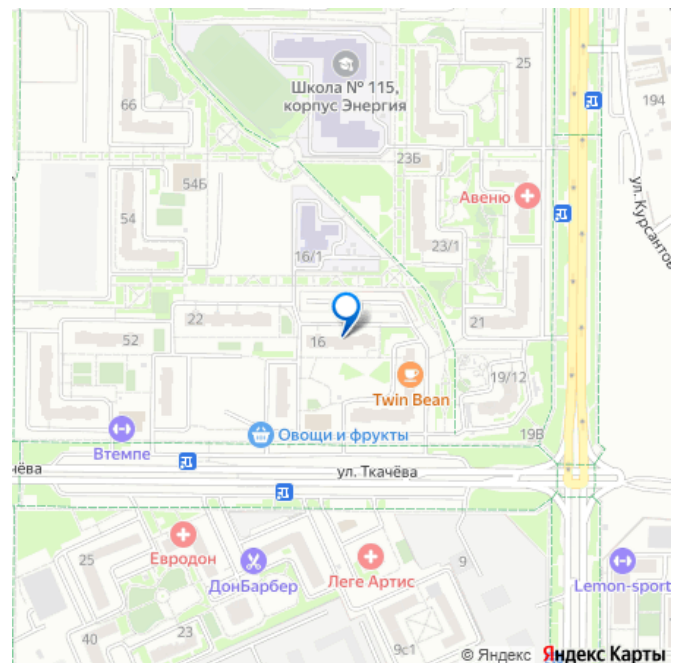 25
Школа № 115,
корпус Энергия
66
194
ул. Курсантов
23Б
54Б
Авеню
54
23/1
16/1
22
21
52
16
19/12
Twin Bean
Овощи и фрукты
19В
Втемпе
чёва
ул. Ткачёва
25
Евродон
ДонБарбер
Леге Артис
9
Lemon-sport
40
23
9с1
© Яндекс Яндекс Карты